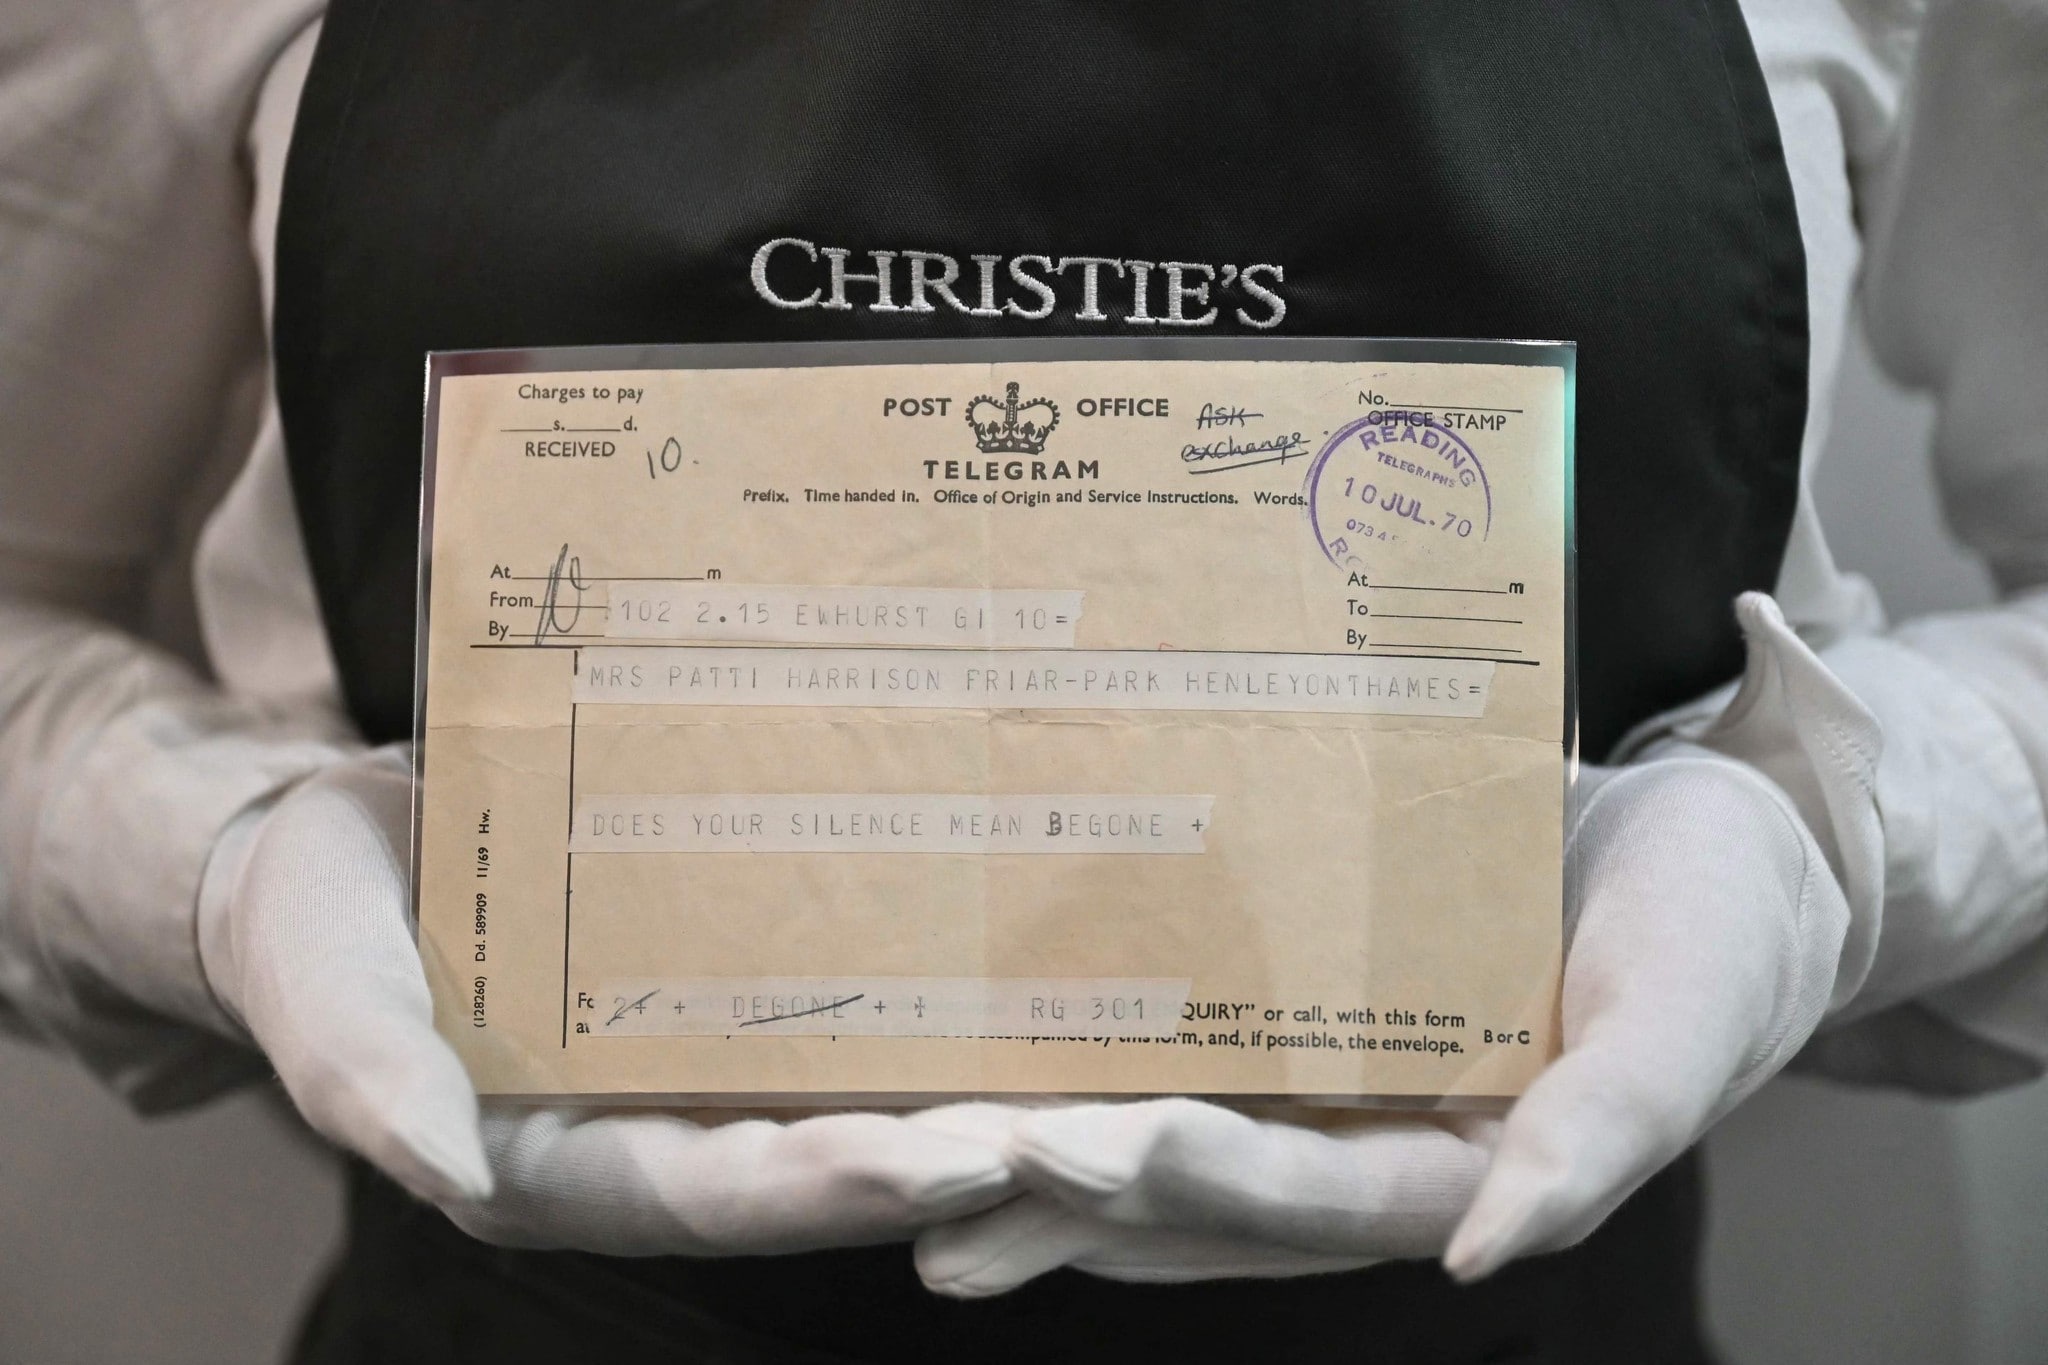 CHRISTIE'S
Charges to pay
s. d.
RECEIVED
10.
POST OFFICE
TELEGRAM
Prefix. Time handed in. Office of Origin and Service Instructions. Words.
ASK
exchange.
No.
OFFICE STAMP
READING
TELEGRAPHS
10 JUL. 70
At m
From
By
10
102 2.15 EWHURST GI 10=
At m
To
By
MRS PATTI HARRISON FRIAR-PARK HENLEYONTHAMES=
DOES YOUR SILENCE MEAN BEGONE +
24 + DEGONE + + RG 301 QUIRY" or call, with this form
accompanied by this form, and, if possible, the envelope. B or C
(128260) Dd. 589909 11/69 Hw.